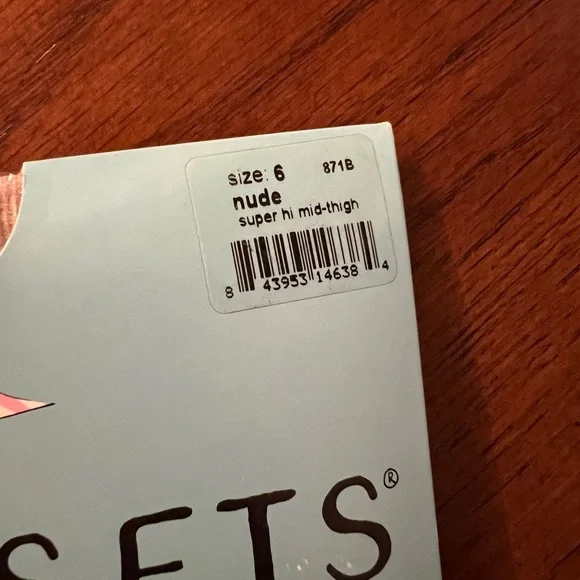 size: 6 871B
nude
super hi mid-thigh
8 43953 14638 4
SETS®